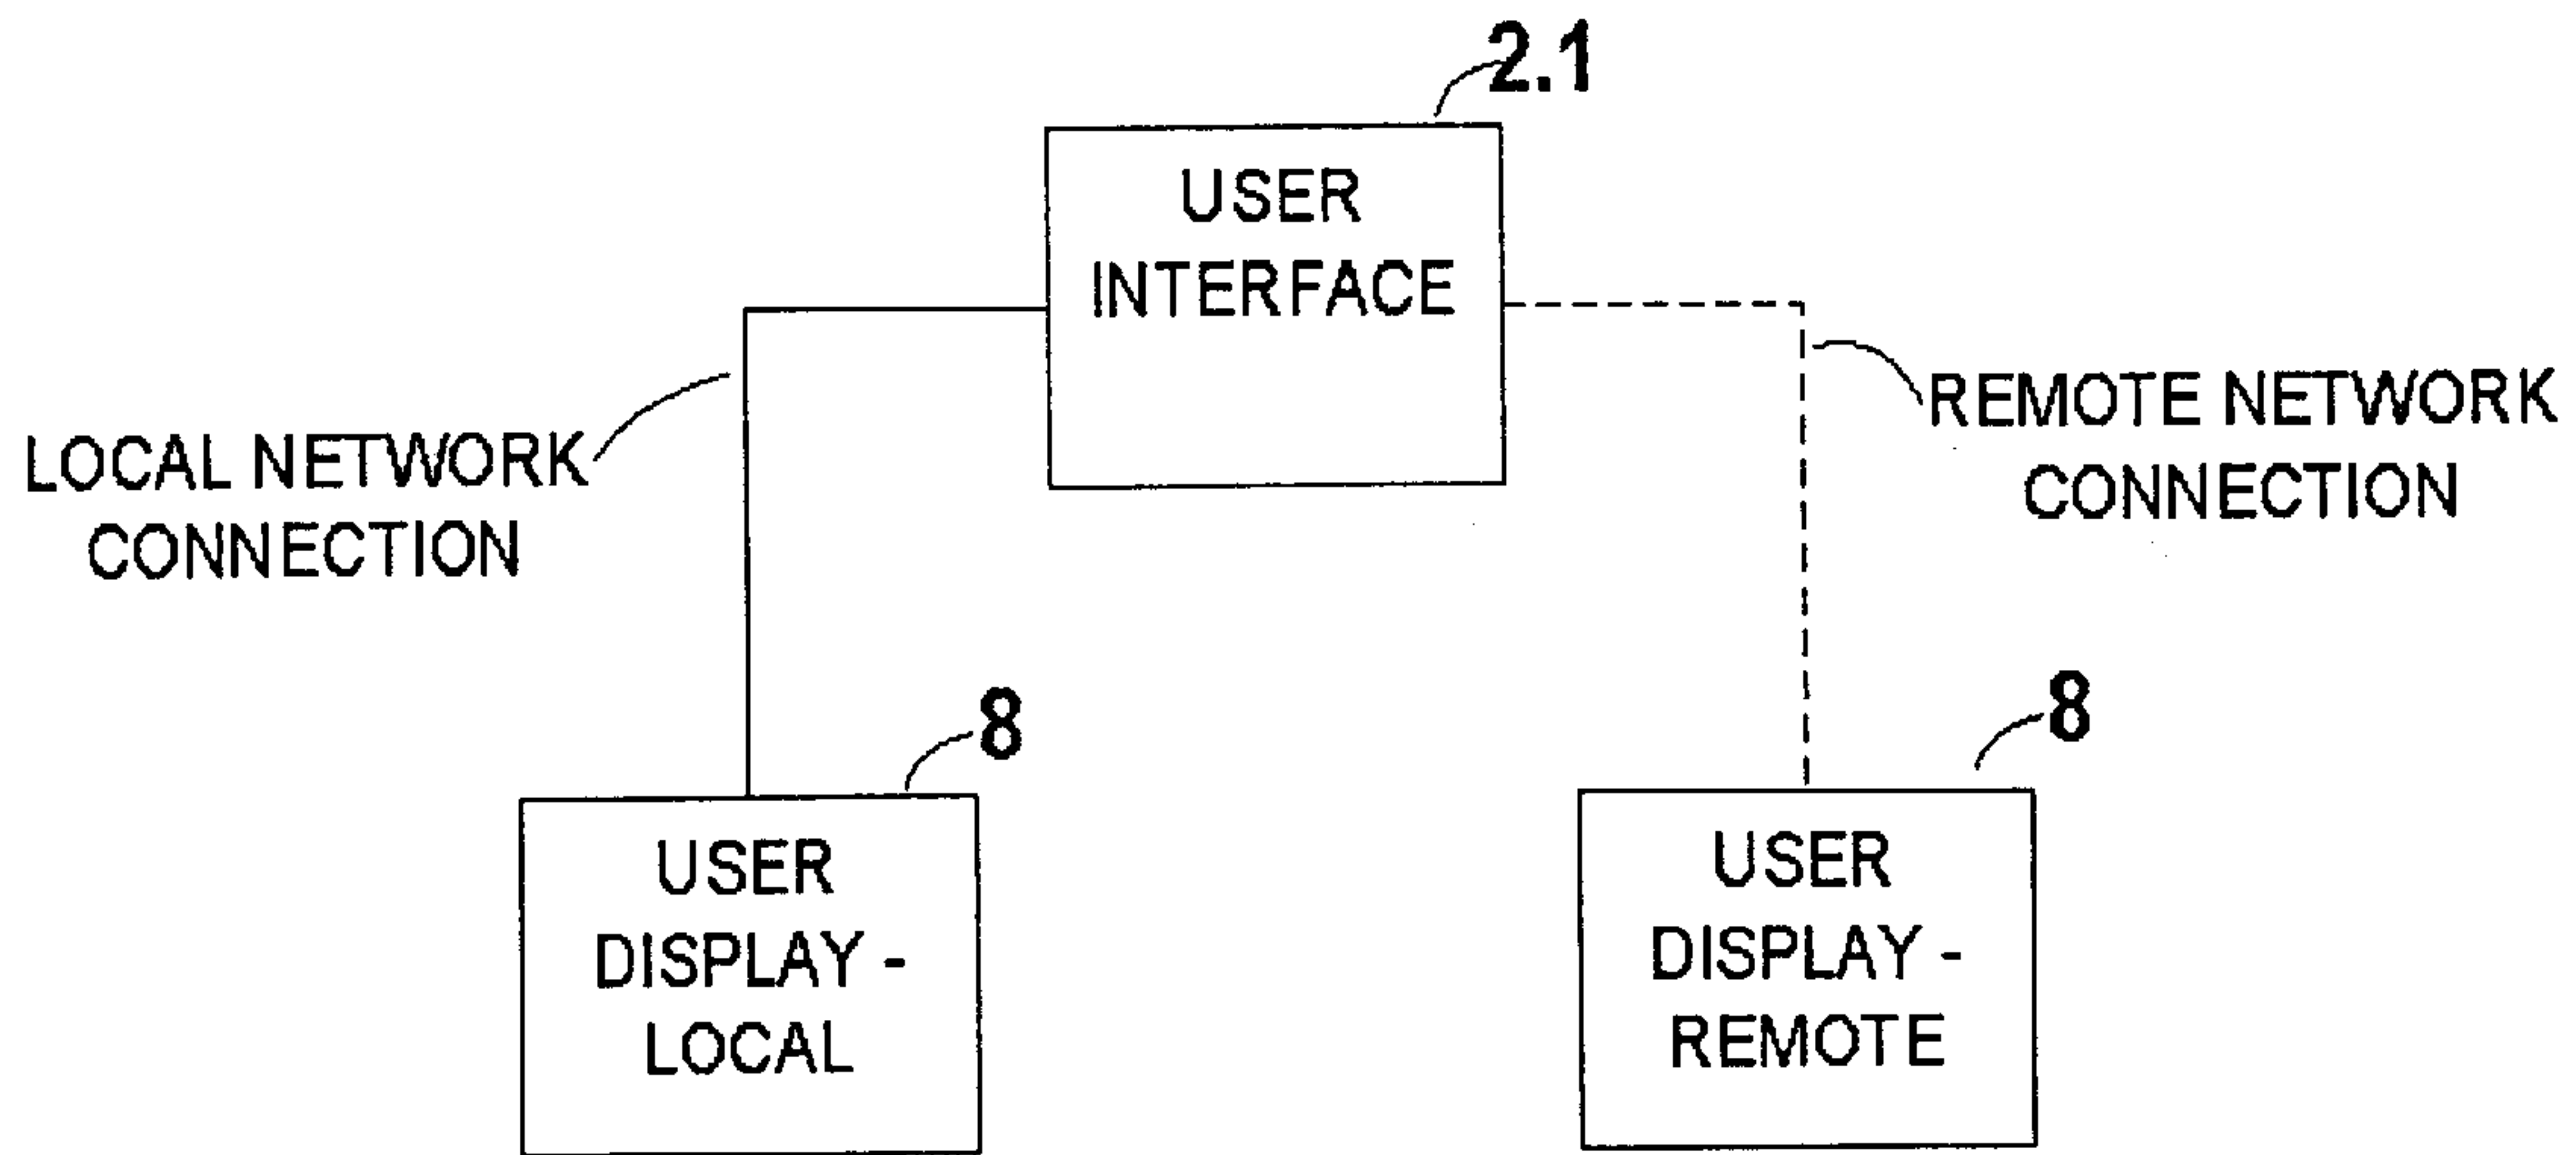 2.1
USER
INTERFACE
LOCAL NETWORK
CONNECTION
REMOTE NETWORK
CONNECTION
8
USER
DISPLAY -
LOCAL
8
USER
DISPLAY -
REMOTE